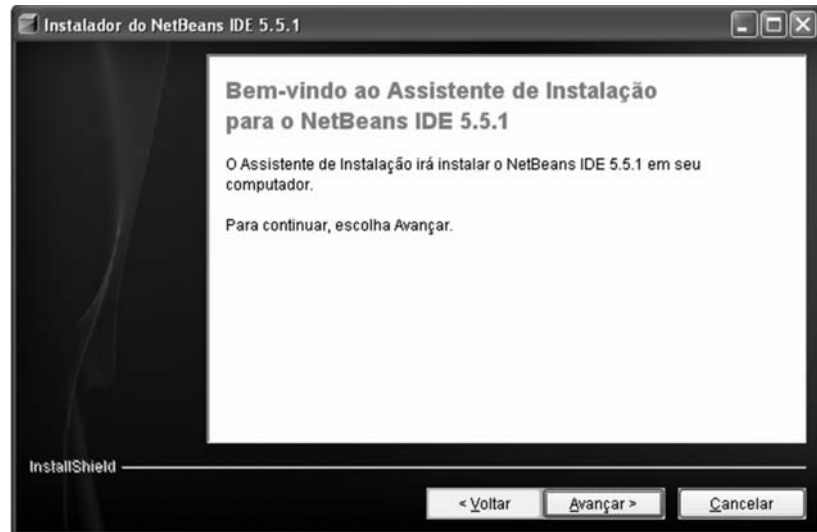 Instalador do NetBeans IDE 5.5.1
Bem-vindo ao Assistente de Instalação
para o NetBeans IDE 5.5.1
O Assistente de Instalação irá instalar o NetBeans IDE 5.5.1 em seu
computador.
Para continuar, escolha Avançar.
InstallShield
< Voltar
Avançar >
Cancelar